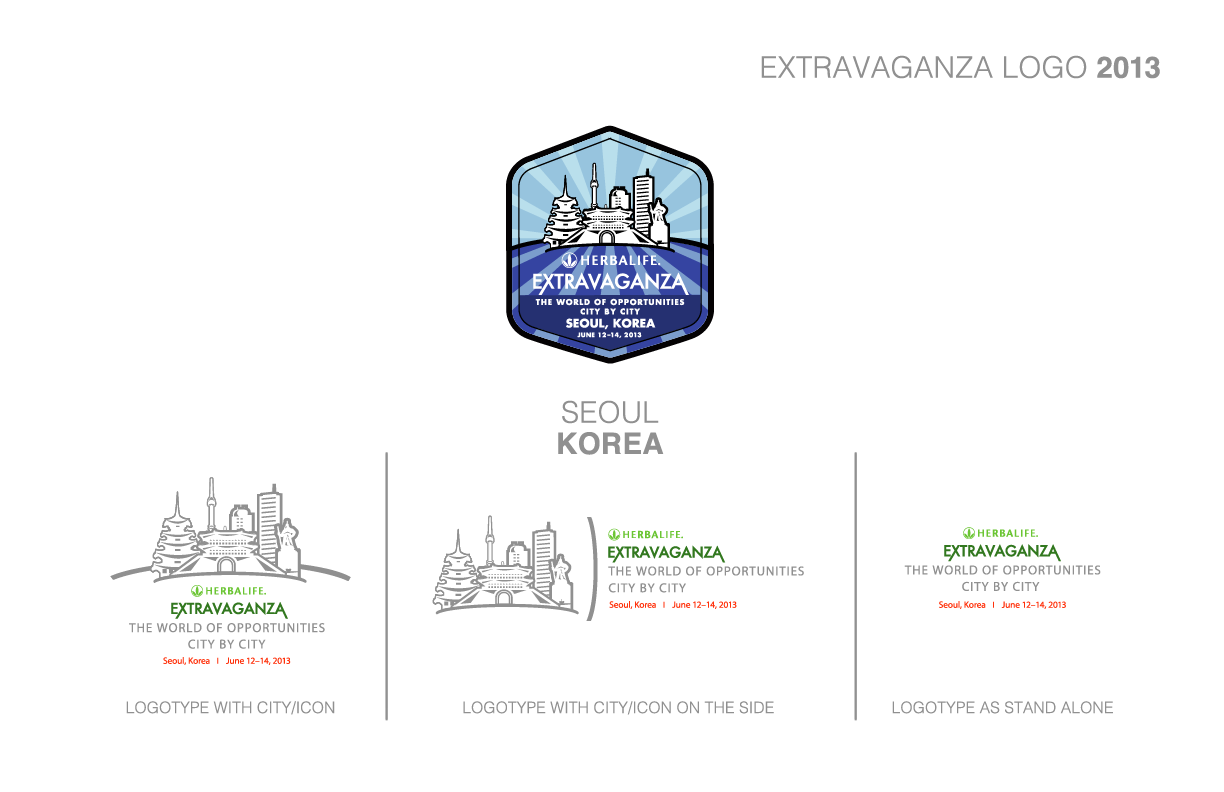 EXTRAVAGANZA LOGO 2013
HERBALIFE.
EXTRAVAGANZA
THE WORLD OF OPPORTUNITIES
CITY BY CITY
SEOUL, KOREA
JUNE 12–14, 2013
SEOUL
KOREA
HERBALIFE.
EXTRAVAGANZA
THE WORLD OF OPPORTUNITIES
CITY BY CITY
Seoul, Korea I June 12–14, 2013
LOGOTYPE WITH CITY/ICON
HERBALIFE.
EXTRAVAGANZA
THE WORLD OF OPPORTUNITIES
CITY BY CITY
Seoul, Korea I June 12–14, 2013
LOGOTYPE WITH CITY/ICON ON THE SIDE
HERBALIFE.
EXTRAVAGANZA
THE WORLD OF OPPORTUNITIES
CITY BY CITY
Seoul, Korea I June 12–14, 2013
LOGOTYPE AS STAND ALONE